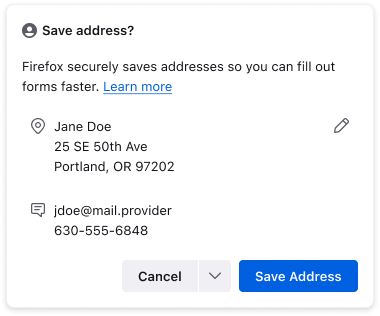 Save address?
Firefox securely saves addresses so you can fill out
forms faster. Learn more
Jane Doe
25 SE 50th Ave
Portland, OR 97202
jdoe@mail.provider
630-555-6848
Cancel
Save Address